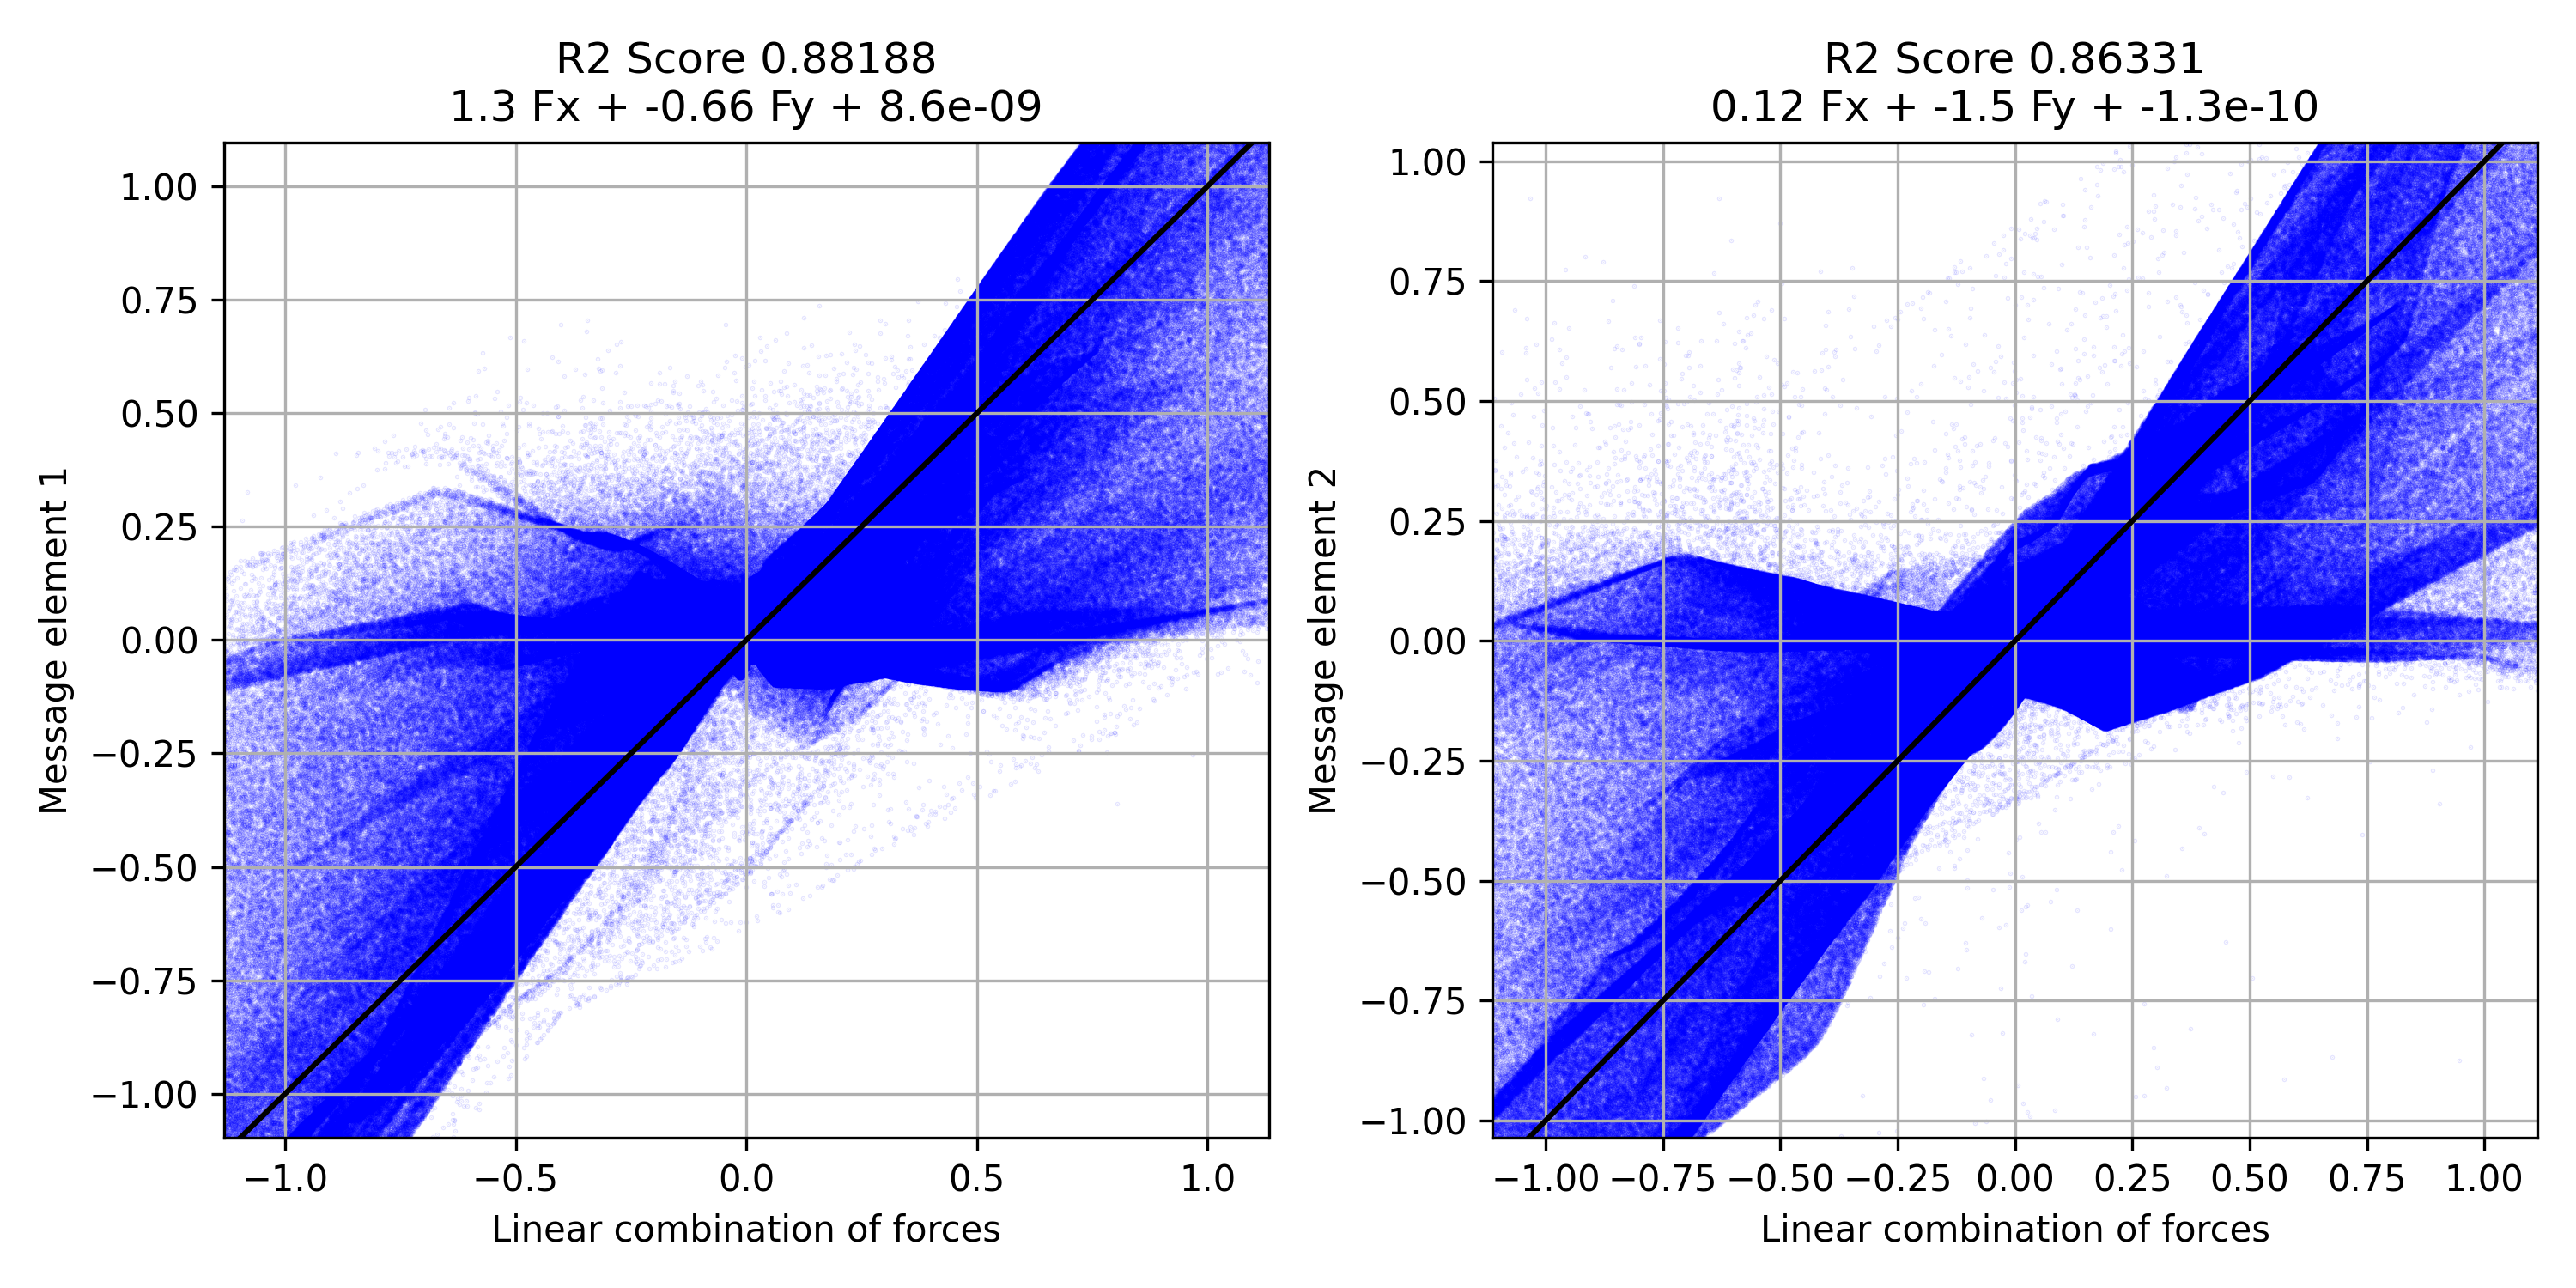 R2 Score 0.88188
1.3 Fx + -0.66 Fy + 8.6e-09
Message element 1
1.00
0.75
0.50
0.25
0.00
−0.25
−0.50
−0.75
−1.00
−1.0 −0.5 0.0 0.5 1.0
Linear combination of forces
R2 Score 0.86331
0.12 Fx + -1.5 Fy + -1.3e-10
Message element 2
1.00
0.75
0.50
0.25
0.00
−0.25
−0.50
−0.75
−1.00
−1.00 −0.75 −0.50 −0.25 0.00 0.25 0.50 0.75 1.00
Linear combination of forces